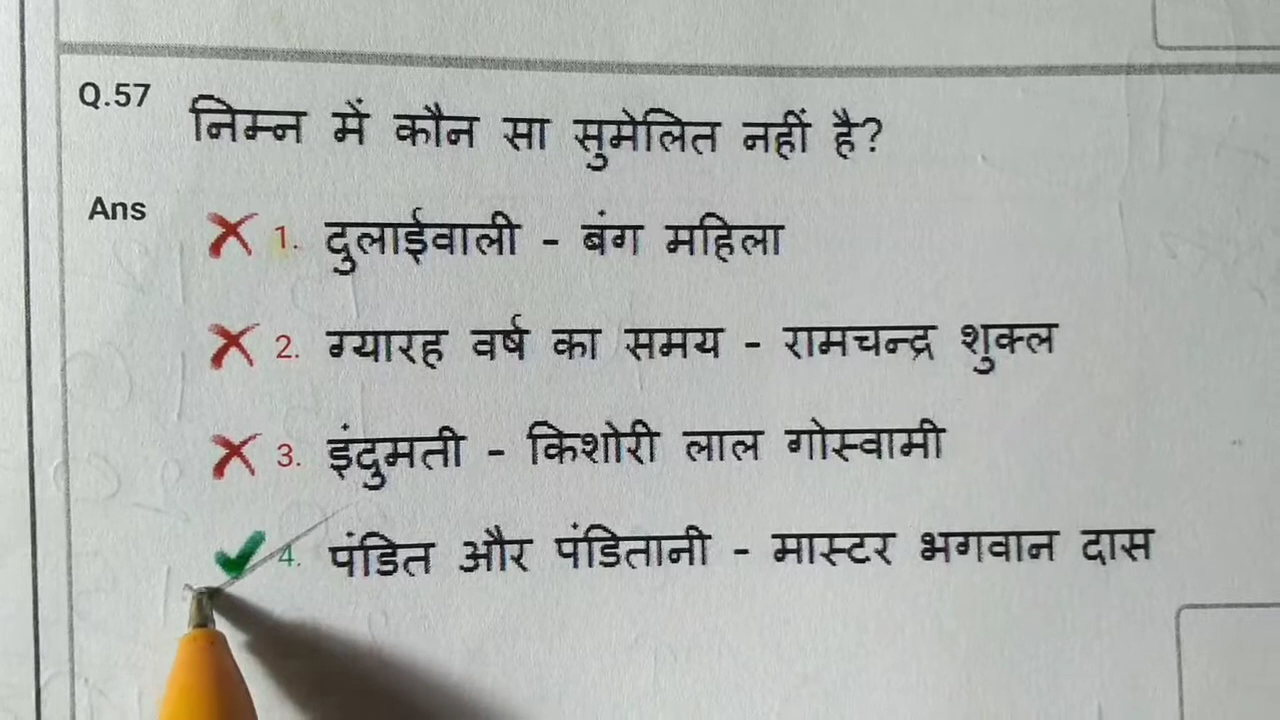 Q.57 निम्न में कौन सा सुमेलित नहीं है?
Ans 1. दुलाईवाली - बंग महिला
2. ग्यारह वर्ष का समय - रामचन्द्र शुक्ल
3. इंदुमती - किशोरी लाल गोस्वामी
4. पंडित और पंडितानी - मास्टर भगवान दास